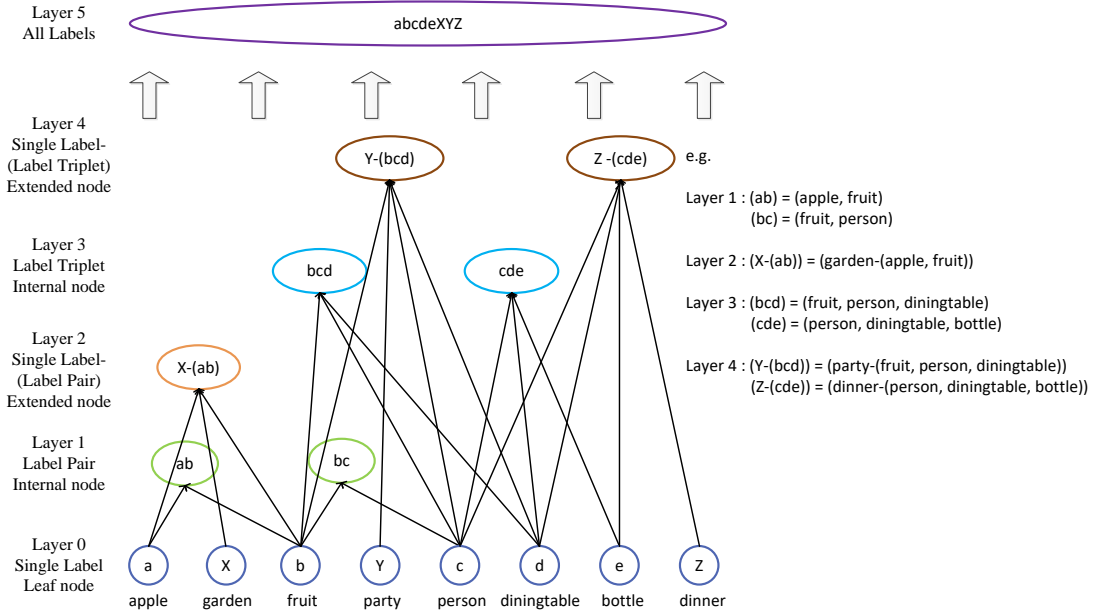 Layer 5
All Labels
abcdeXYZ
Layer 4
Single Label-
(Label Triplet)
Extended node
Y-(bcd)
Z -(cde)
e.g.
Layer 1 : (ab) = (apple, fruit)
(bc) = (fruit, person)
Layer 2 : (X-(ab)) = (garden-(apple, fruit))
Layer 3 : (bcd) = (fruit, person, diningtable)
(cde) = (person, diningtable, bottle)
Layer 4 : (Y-(bcd)) = (party-(fruit, person, diningtable))
(Z-(cde)) = (dinner-(person, diningtable, bottle))
Layer 3
Label Triplet
Internal node
bcd
cde
Layer 2
Single Label-
(Label Pair)
Extended node
X-(ab)
Layer 1
Label Pair
Internal node
ab
bc
Layer 0
Single Label
Leaf node
a
X
b
Y
c
d
e
Z
apple
garden
fruit
party
person
diningtable
bottle
dinner